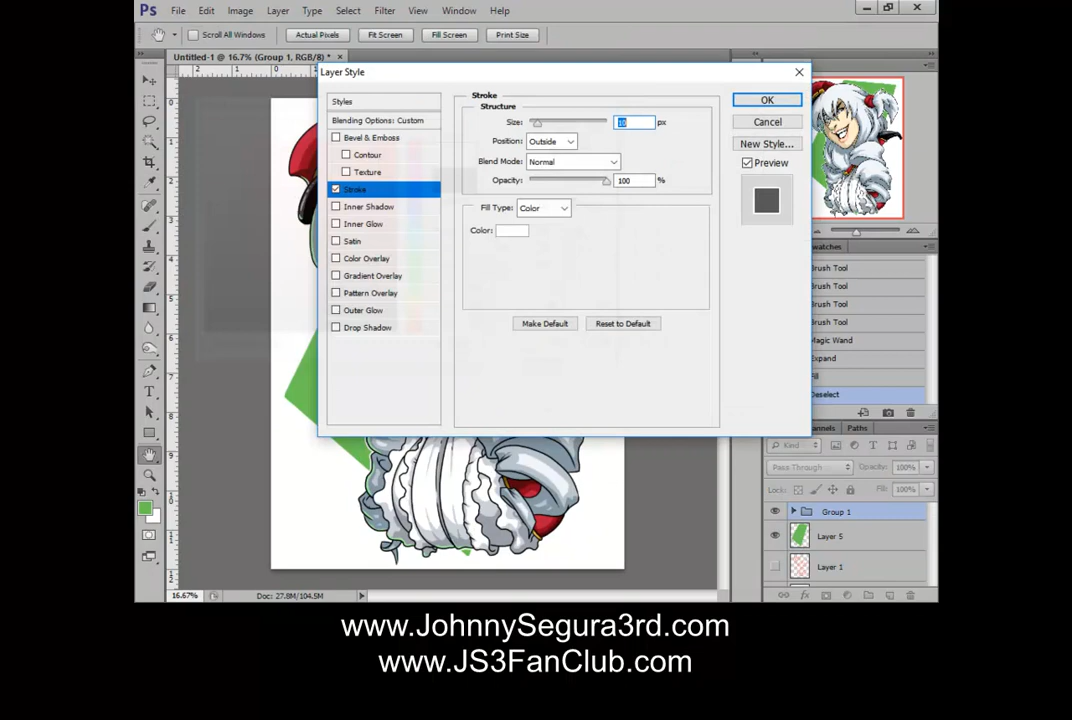 Ps File Edit Image Layer Type Select Filter View Window Help
Scroll All Windows Actual Pixels Fit Screen Fill Screen Print Size
Untitled-1 @ 16.7% (Group 1, RGB/8) * ×
Layer Style
Styles
Blending Options: Custom
Bevel & Emboss
Contour
Texture
Stroke
Inner Shadow
Inner Glow
Satin
Color Overlay
Gradient Overlay
Pattern Overlay
Outer Glow
Drop Shadow
Stroke
Structure
Size: px
Position: Outside
Blend Mode: Normal
Opacity: 100 %
Fill Type: Color
Color:
Make Default Reset to Default
OK
Cancel
New Style...
Preview
watches
Brush Tool
Brush Tool
Brush Tool
Brush Tool
Magic Wand
Expand
Fill
Deselect
annels Paths
Kind
Pass Through Opacity: 100%
Lock: Fill: 100%
Group 1
Layer 5
Layer 1
16.67% Doc: 27.8M/104.5M
www.JohnnySegura3rd.com
www.JS3FanClub.com